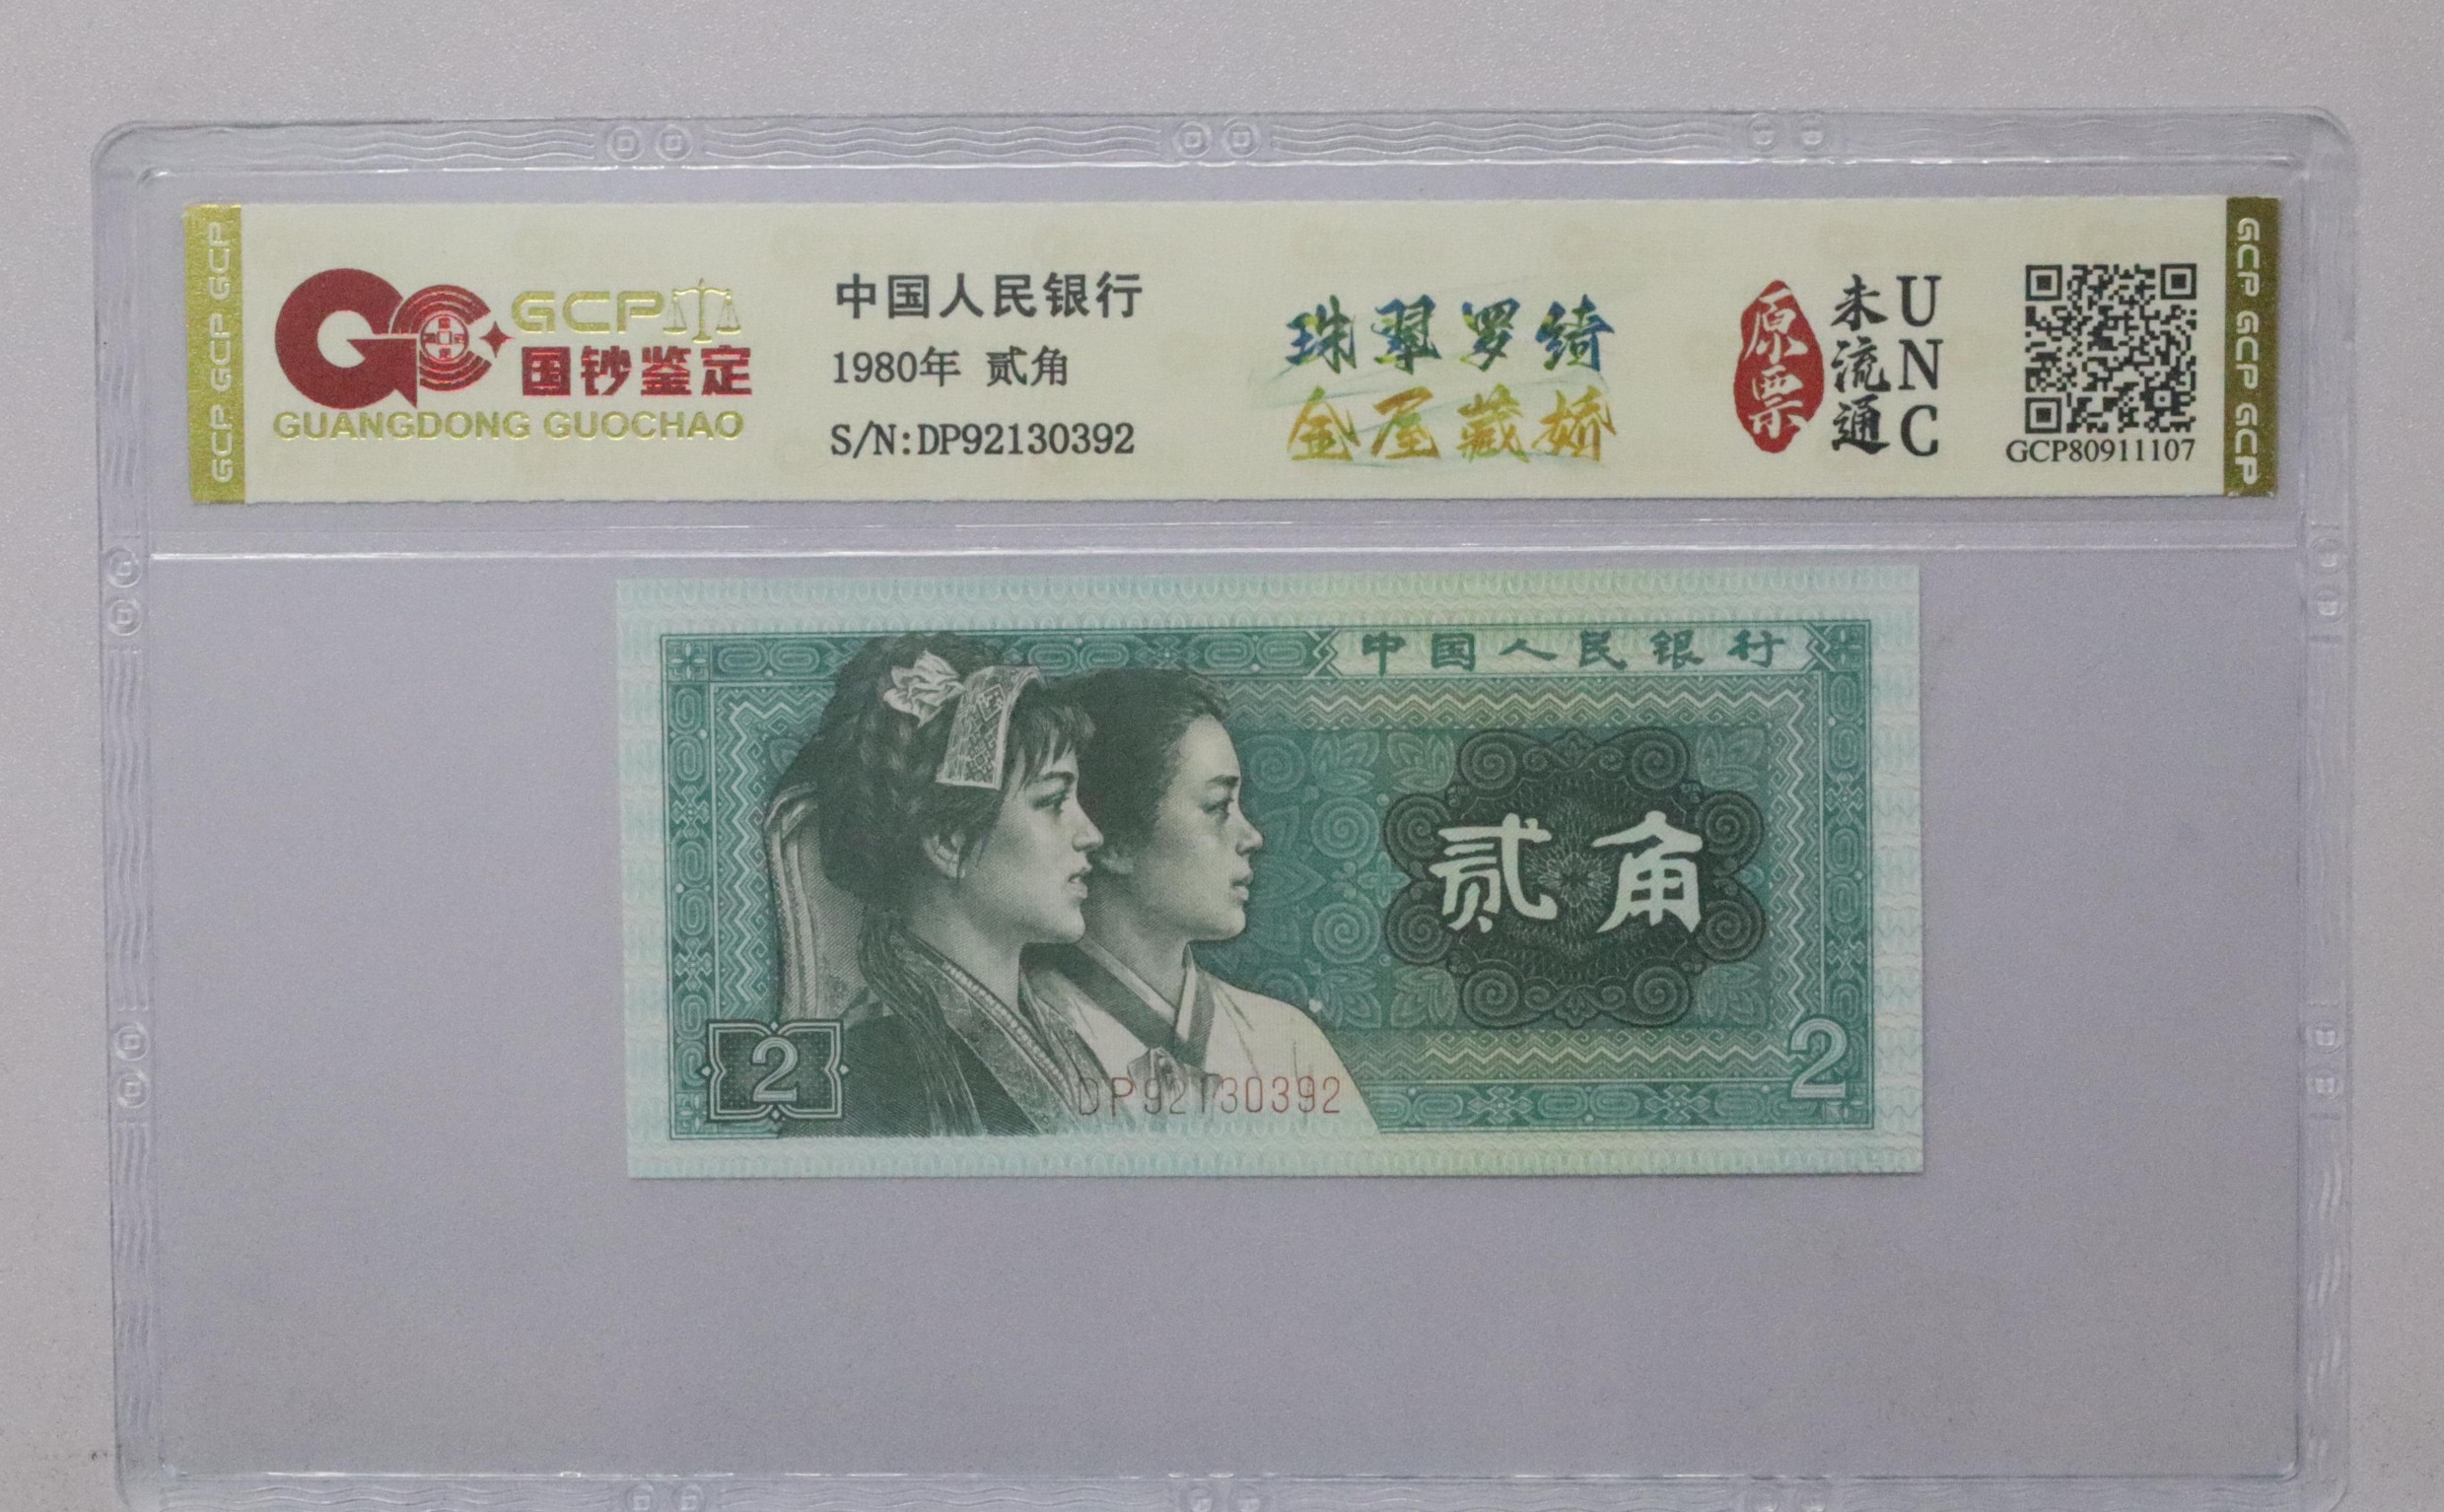 GCP GCP GCP
GCP
国钞鉴定
GUANGDONG GUOCHAO
中国人民银行
1980年 贰角
S/N:DP92130392
珠翠罗绮
金屋藏娇
原票
未流通
UNC
GCP80911107
GCP GCP GCP
中国人民银行
贰角
2
DP92130392
2